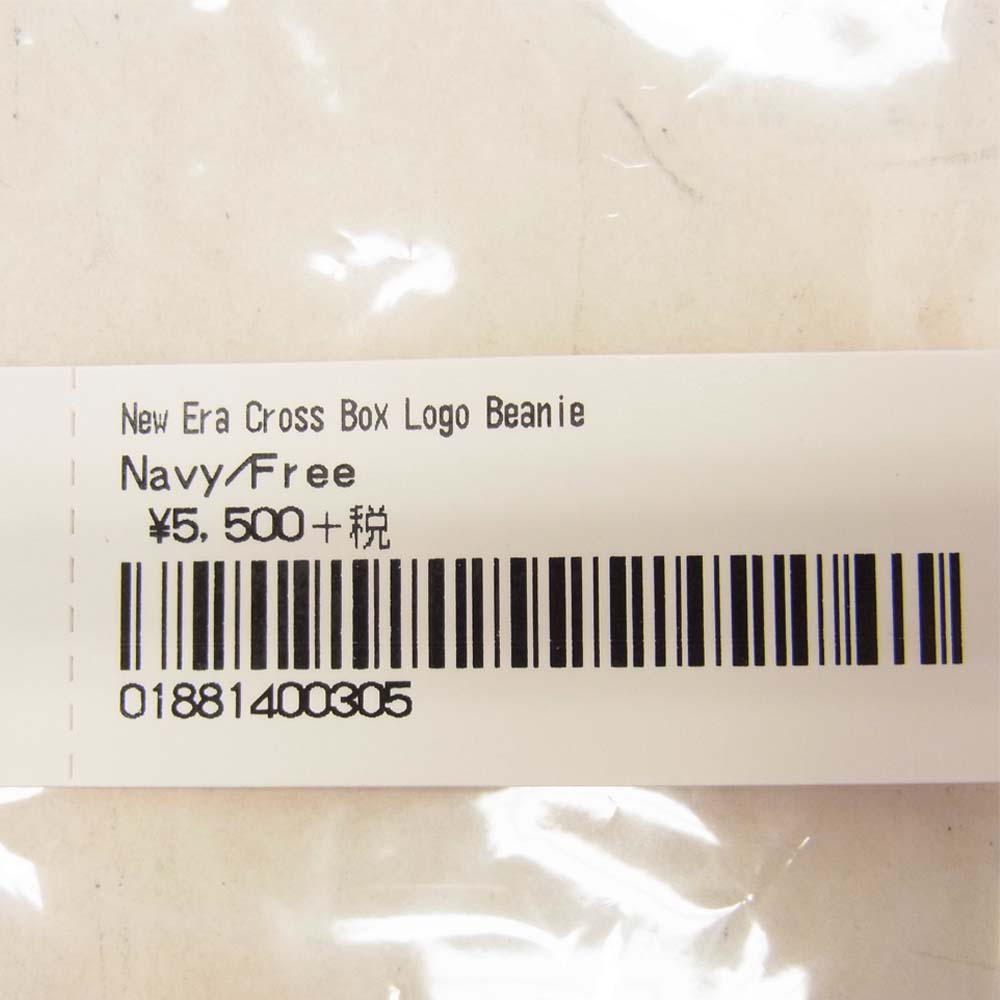 New Era Cross Box Logo Beanie
Navy/Free
¥5,500+税
01881400305